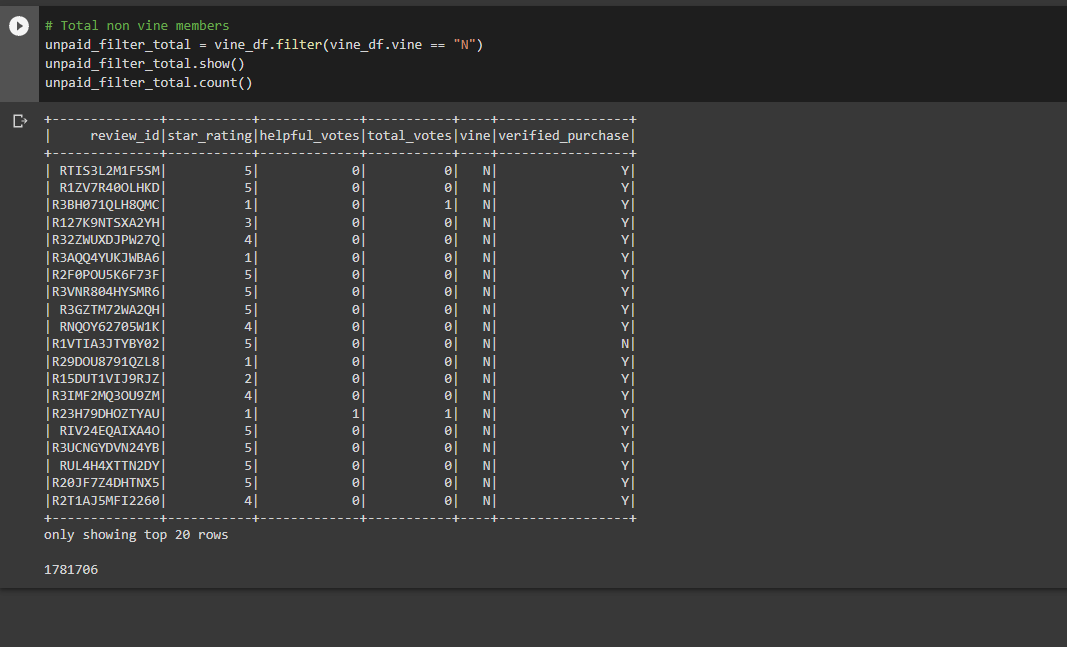 # Total non vine members
unpaid_filter_total = vine_df.filter(vine_df.vine == "N")
unpaid_filter_total.show()
unpaid_filter_total.count()
+--------------+-----------+-------------+-----------+----+-----------------+
|     review_id|star_rating|helpful_votes|total_votes|vine|verified_purchase|
+--------------+-----------+-------------+-----------+----+-----------------+
| RTIS3L2M1F5SM|          5|            0|          0|   N|                Y|
| R1ZV7R40OLHKD|          5|            0|          0|   N|                Y|
|R3BH071QLH8QMC|          1|            0|          1|   N|                Y|
|R127K9NTSXA2YH|          3|            0|          0|   N|                Y|
|R32ZWUXDJPW27Q|          4|            0|          0|   N|                Y|
|R3AQQ4YUKJWBA6|          1|            0|          0|   N|                Y|
|R2F0POU5K6F73F|          5|            0|          0|   N|                Y|
|R3VNR804HYSMR6|          5|            0|          0|   N|                Y|
| R3GZTM72WA2QH|          5|            0|          0|   N|                Y|
| RNQOY62705W1K|          4|            0|          0|   N|                Y|
|R1VTIA3JTYBY02|          5|            0|          0|   N|                N|
|R29DOU8791QZL8|          1|            0|          0|   N|                Y|
|R15DUT1VIJ9RJZ|          2|            0|          0|   N|                Y|
|R3IMF2MQ3OU9ZM|          4|            0|          0|   N|                Y|
|R23H79DHOZTYAU|          1|            1|          1|   N|                Y|
| RIV24EQAIXA4O|          5|            0|          0|   N|                Y|
|R3UCNGYDVN24YB|          5|            0|          0|   N|                Y|
| RUL4H4XTTN2DY|          5|            0|          0|   N|                Y|
|R20JF7Z4DHTNX5|          5|            0|          0|   N|                Y|
|R2T1AJ5MFI2260|          4|            0|          0|   N|                Y|
+--------------+-----------+-------------+-----------+----+-----------------+
only showing top 20 rows
1781706